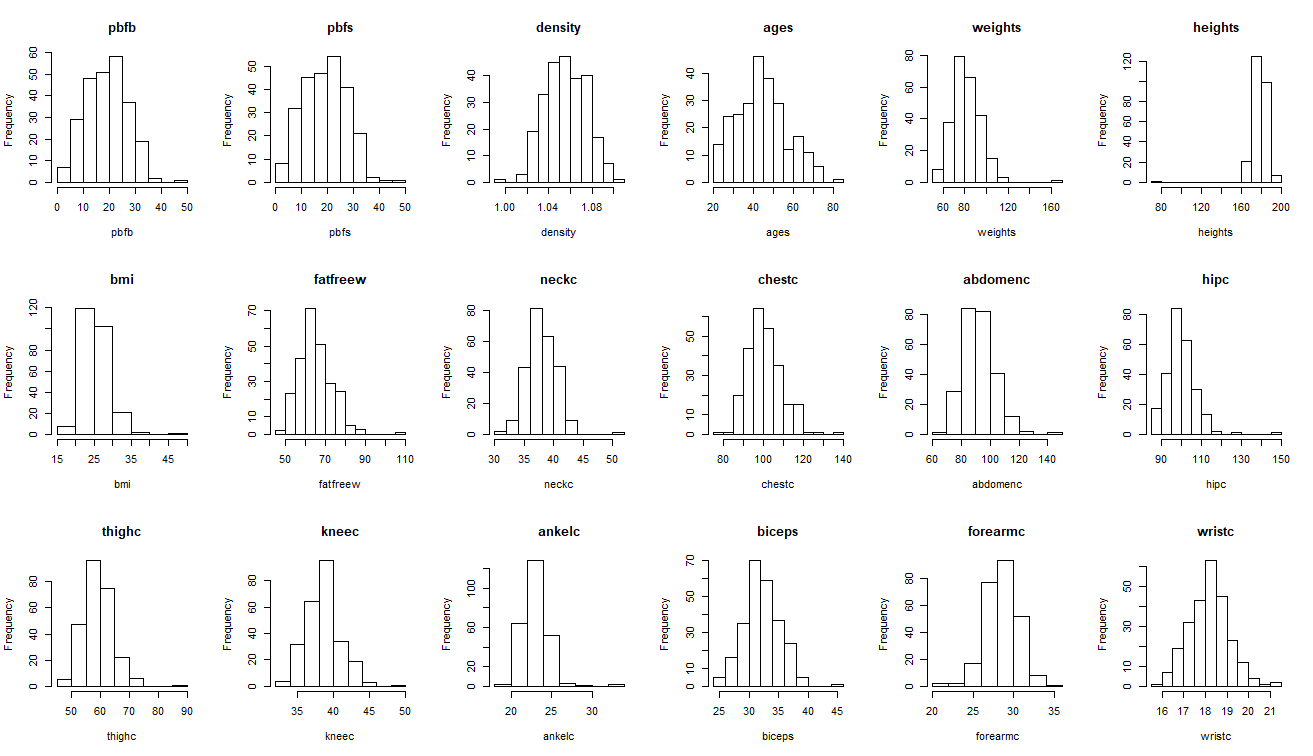 pbfb
Frequency
0 10 20 30 40 50 60
0 10 20 30 40 50
pbfb
pbfs
Frequency
0 10 20 30 40 50
0 10 20 30 40 50
pbfs
density
Frequency
0 10 20 30 40
1.00 1.04 1.08
density
ages
Frequency
0 10 20 30 40
20 40 60 80
ages
weights
Frequency
0 20 40 60 80
60 80 120 160
weights
heights
Frequency
0 20 40 60 80 120
80 120 160 200
heights
bmi
Frequency
0 20 40 60 80 120
15 25 35 45
bmi
fatfreew
Frequency
0 10 30 50 70
50 70 90 110
fatfreew
neckc
Frequency
0 20 40 60 80
30 35 40 45 50
neckc
chestc
Frequency
0 10 30 50
80 100 120 140
chestc
abdomenc
Frequency
0 20 40 60 80
60 80 100 120 140
abdomenc
hipc
Frequency
0 20 40 60 80
90 110 130 150
hipc
thighc
Frequency
0 20 40 60 80
50 60 70 80 90
thighc
kneec
Frequency
0 20 40 60 80
35 40 45 50
kneec
ankelc
Frequency
0 20 60 100
20 25 30
ankelc
biceps
Frequency
0 10 30 50 70
25 30 35 40 45
biceps
forearmc
Frequency
0 20 40 60 80
20 25 30 35
forearmc
wristc
Frequency
0 10 30 50
16 17 18 19 20 21
wristc